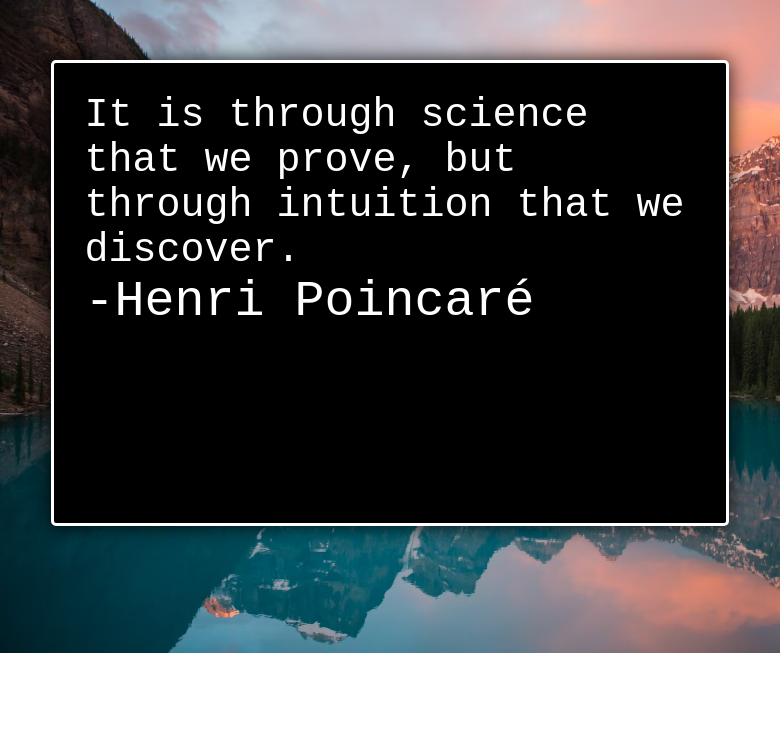 It is through science
that we prove, but
through intuition that we
discover.
-Henri Poincaré